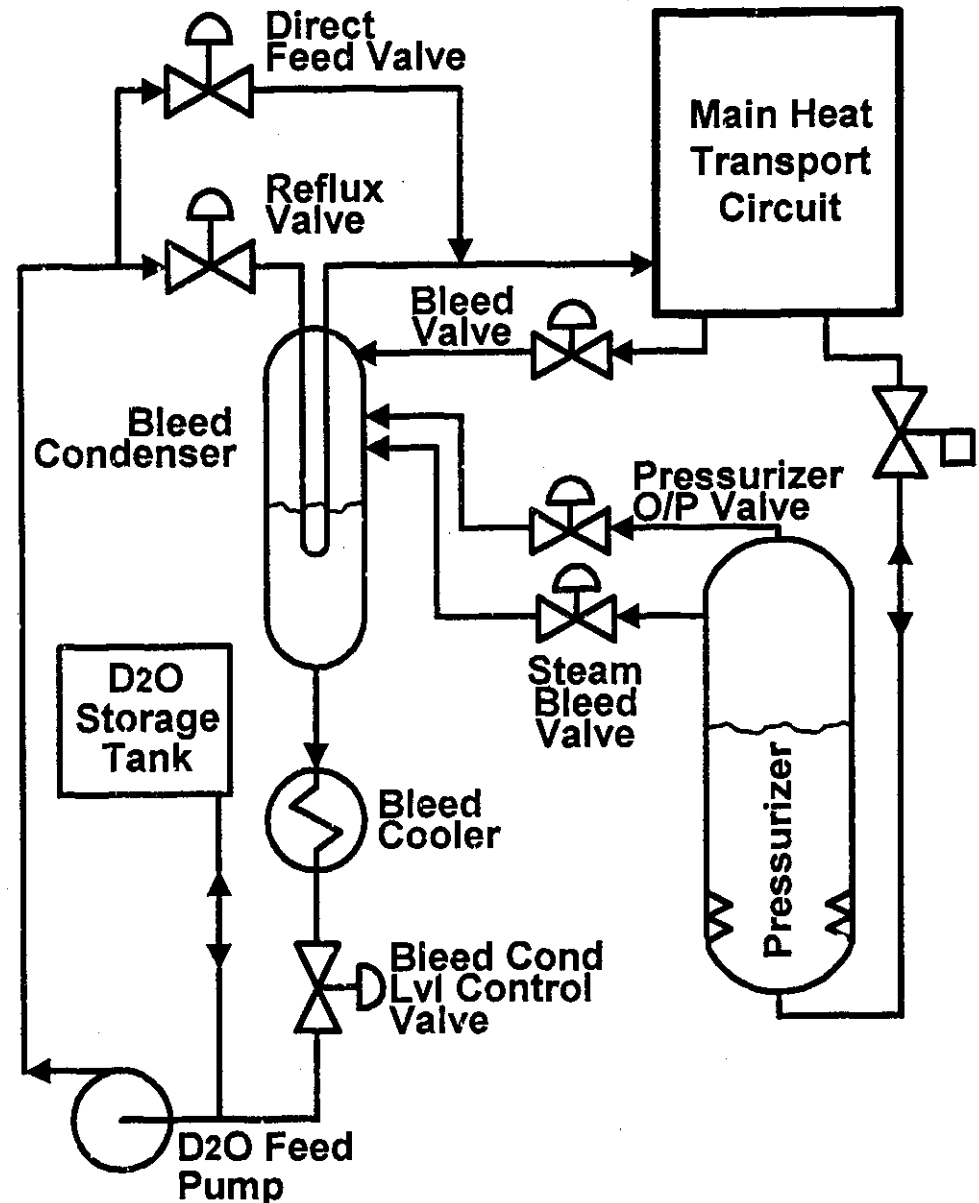 Direct
Feed Valve
Main Heat
Transport
Circuit
Reflux
Valve
Bleed
Valve
Bleed
Condenser
Pressurizer
O/P Valve
Steam
Bleed
Valve
D2O
Storage
Tank
Pressurizer
Bleed
Cooler
Bleed Cond
Lvl Control
Valve
D2O Feed
Pump